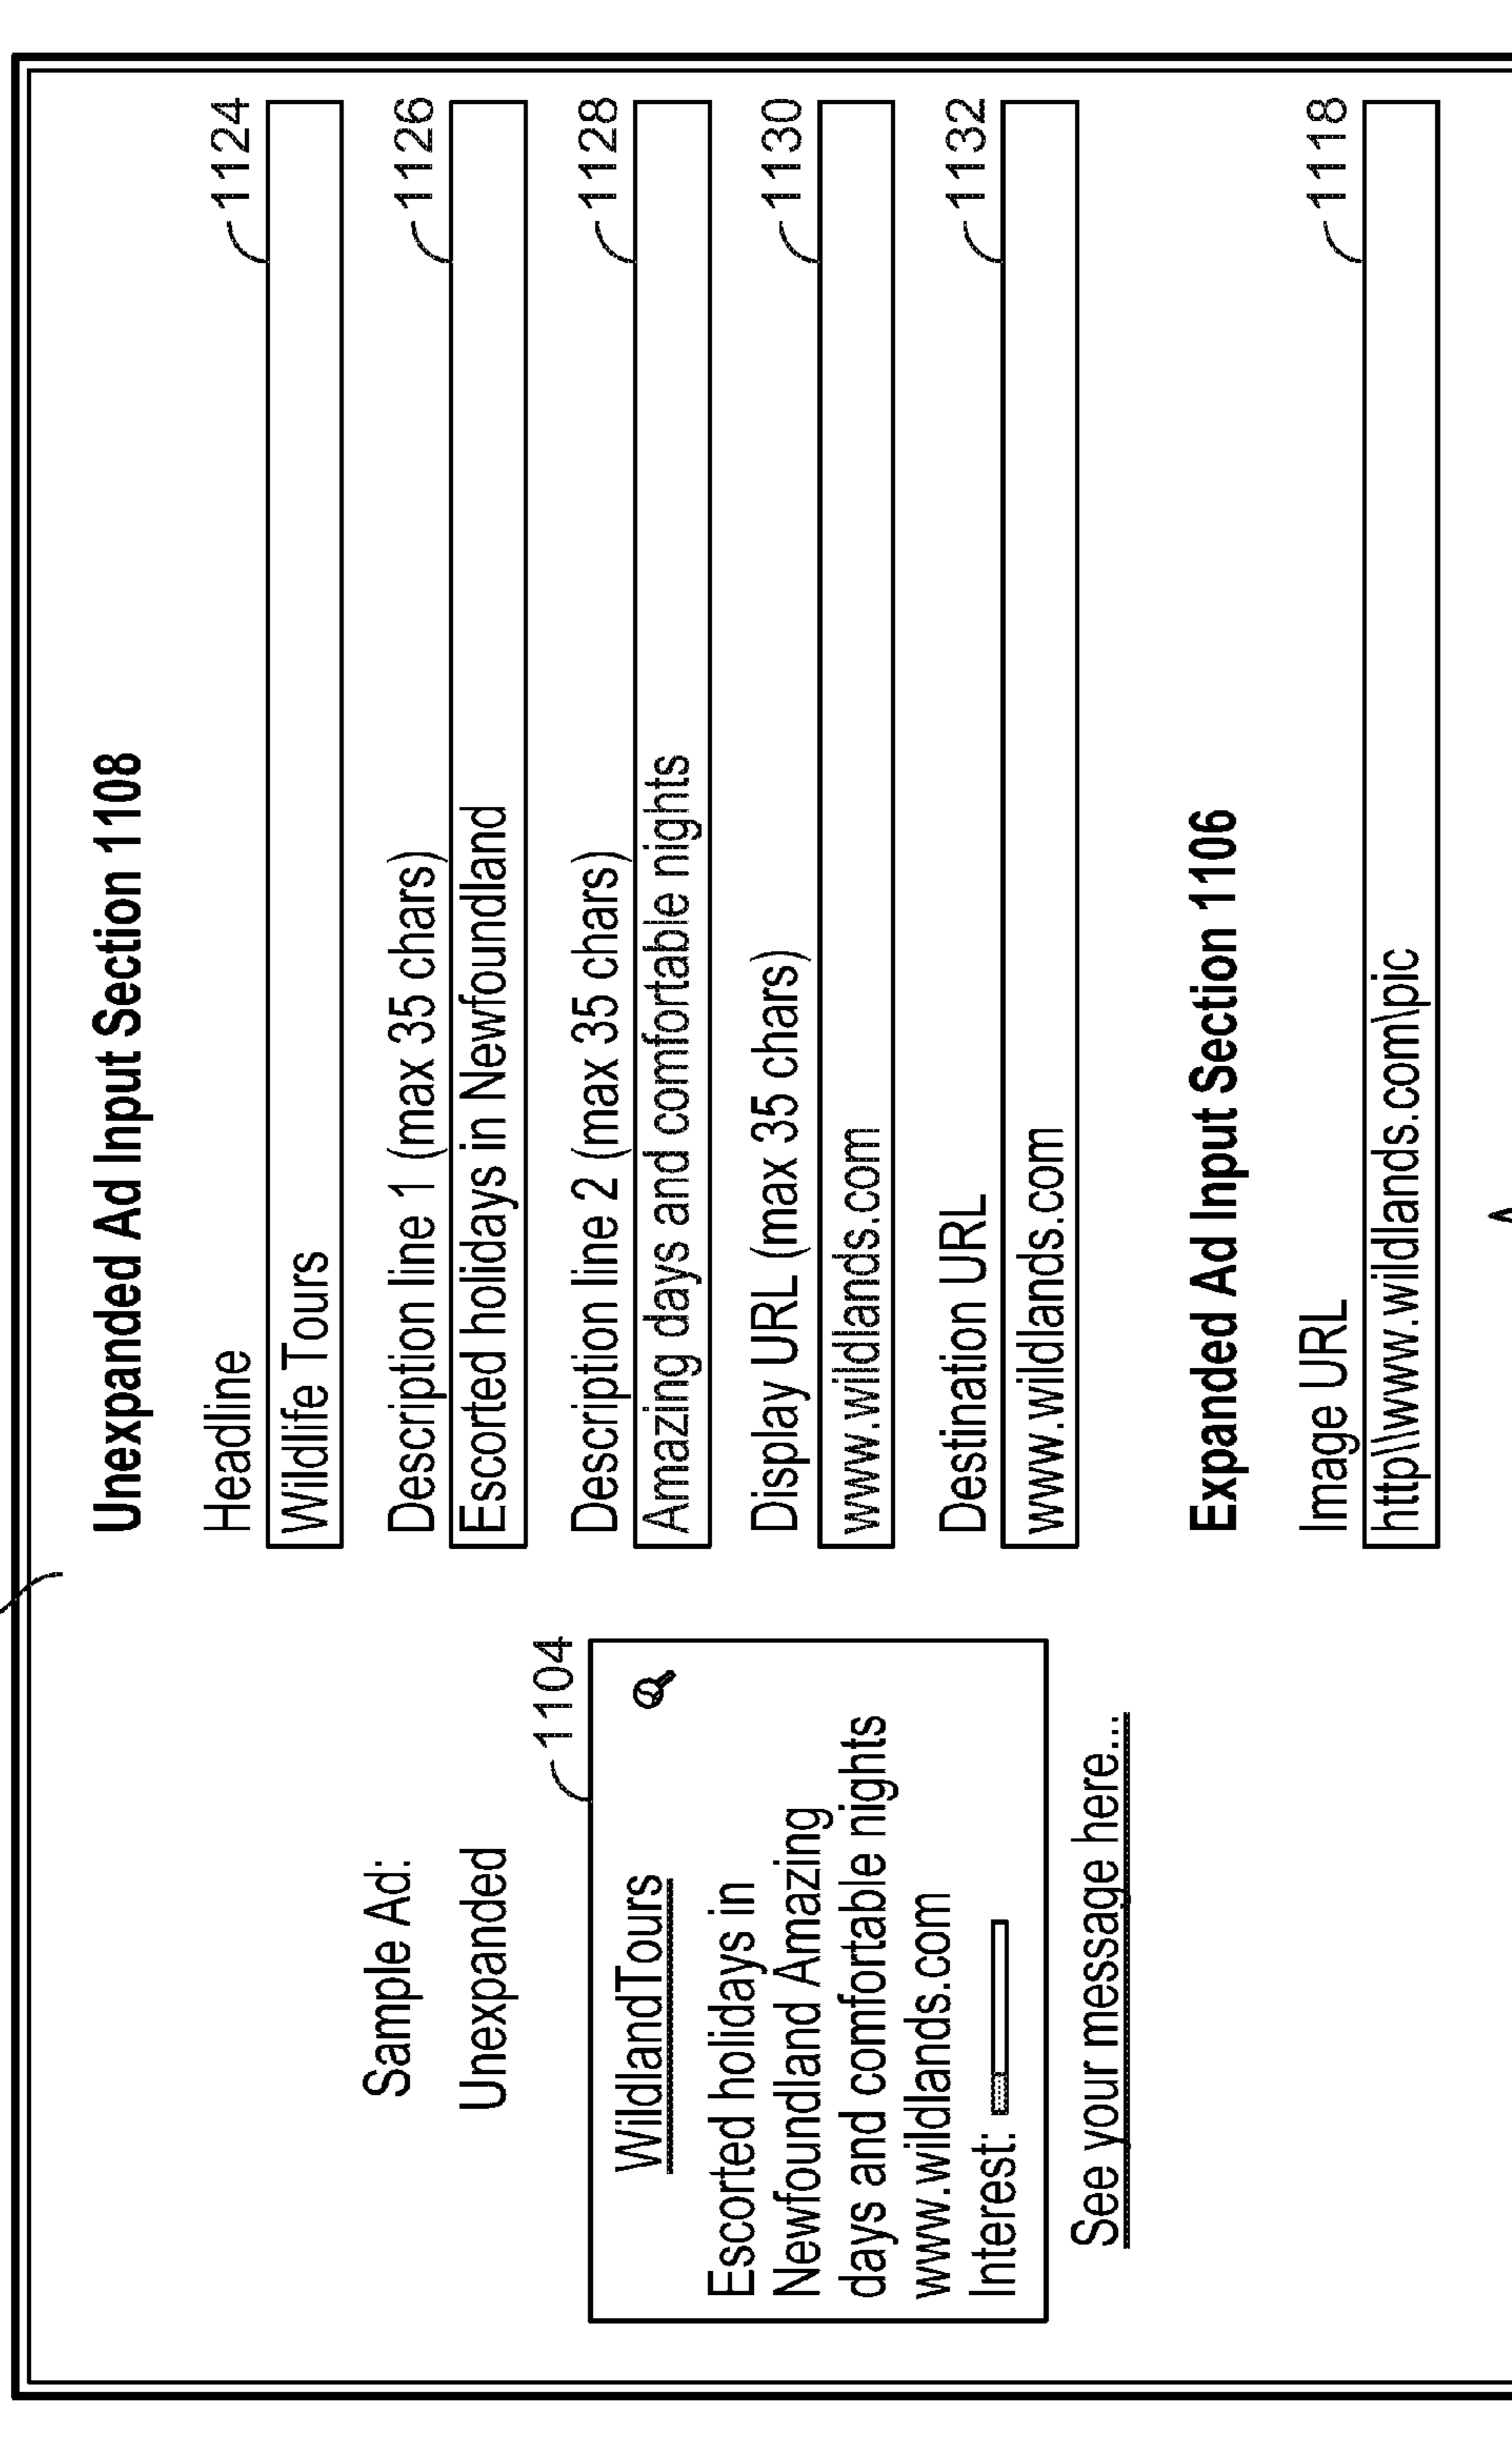 Unexpanded Ad Input Section 1108
Headline
1124
Wildlife Tours
Description line 1 (max 35 chars)
1126
Escorted holidays in Newfoundland
Description line 2 (max 35 chars)
1128
Amazing days and comfortable nights
Display URL (max 35 chars)
1130
www.wildlands.com
Destination URL
1132
www.wildlands.com
Expanded Ad Input Section 1106
Image URL
1118
http\\www.wildlands.com\pic
Sample Ad:
Unexpanded
1104
WildlandTours
Escorted holidays in
Newfoundland Amazing
days and comfortable nights
www.wildlands.com
Interest:
See your message here...